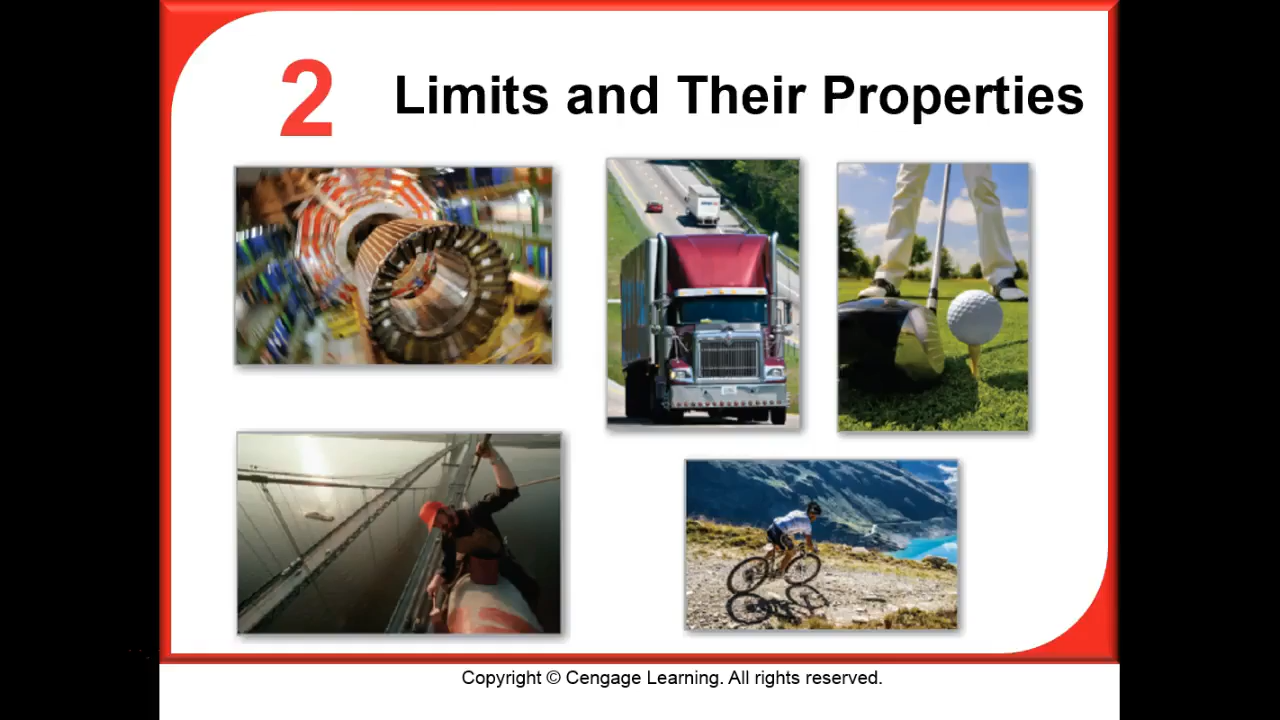 2
Limits and Their Properties
Copyright © Cengage Learning. All rights reserved.